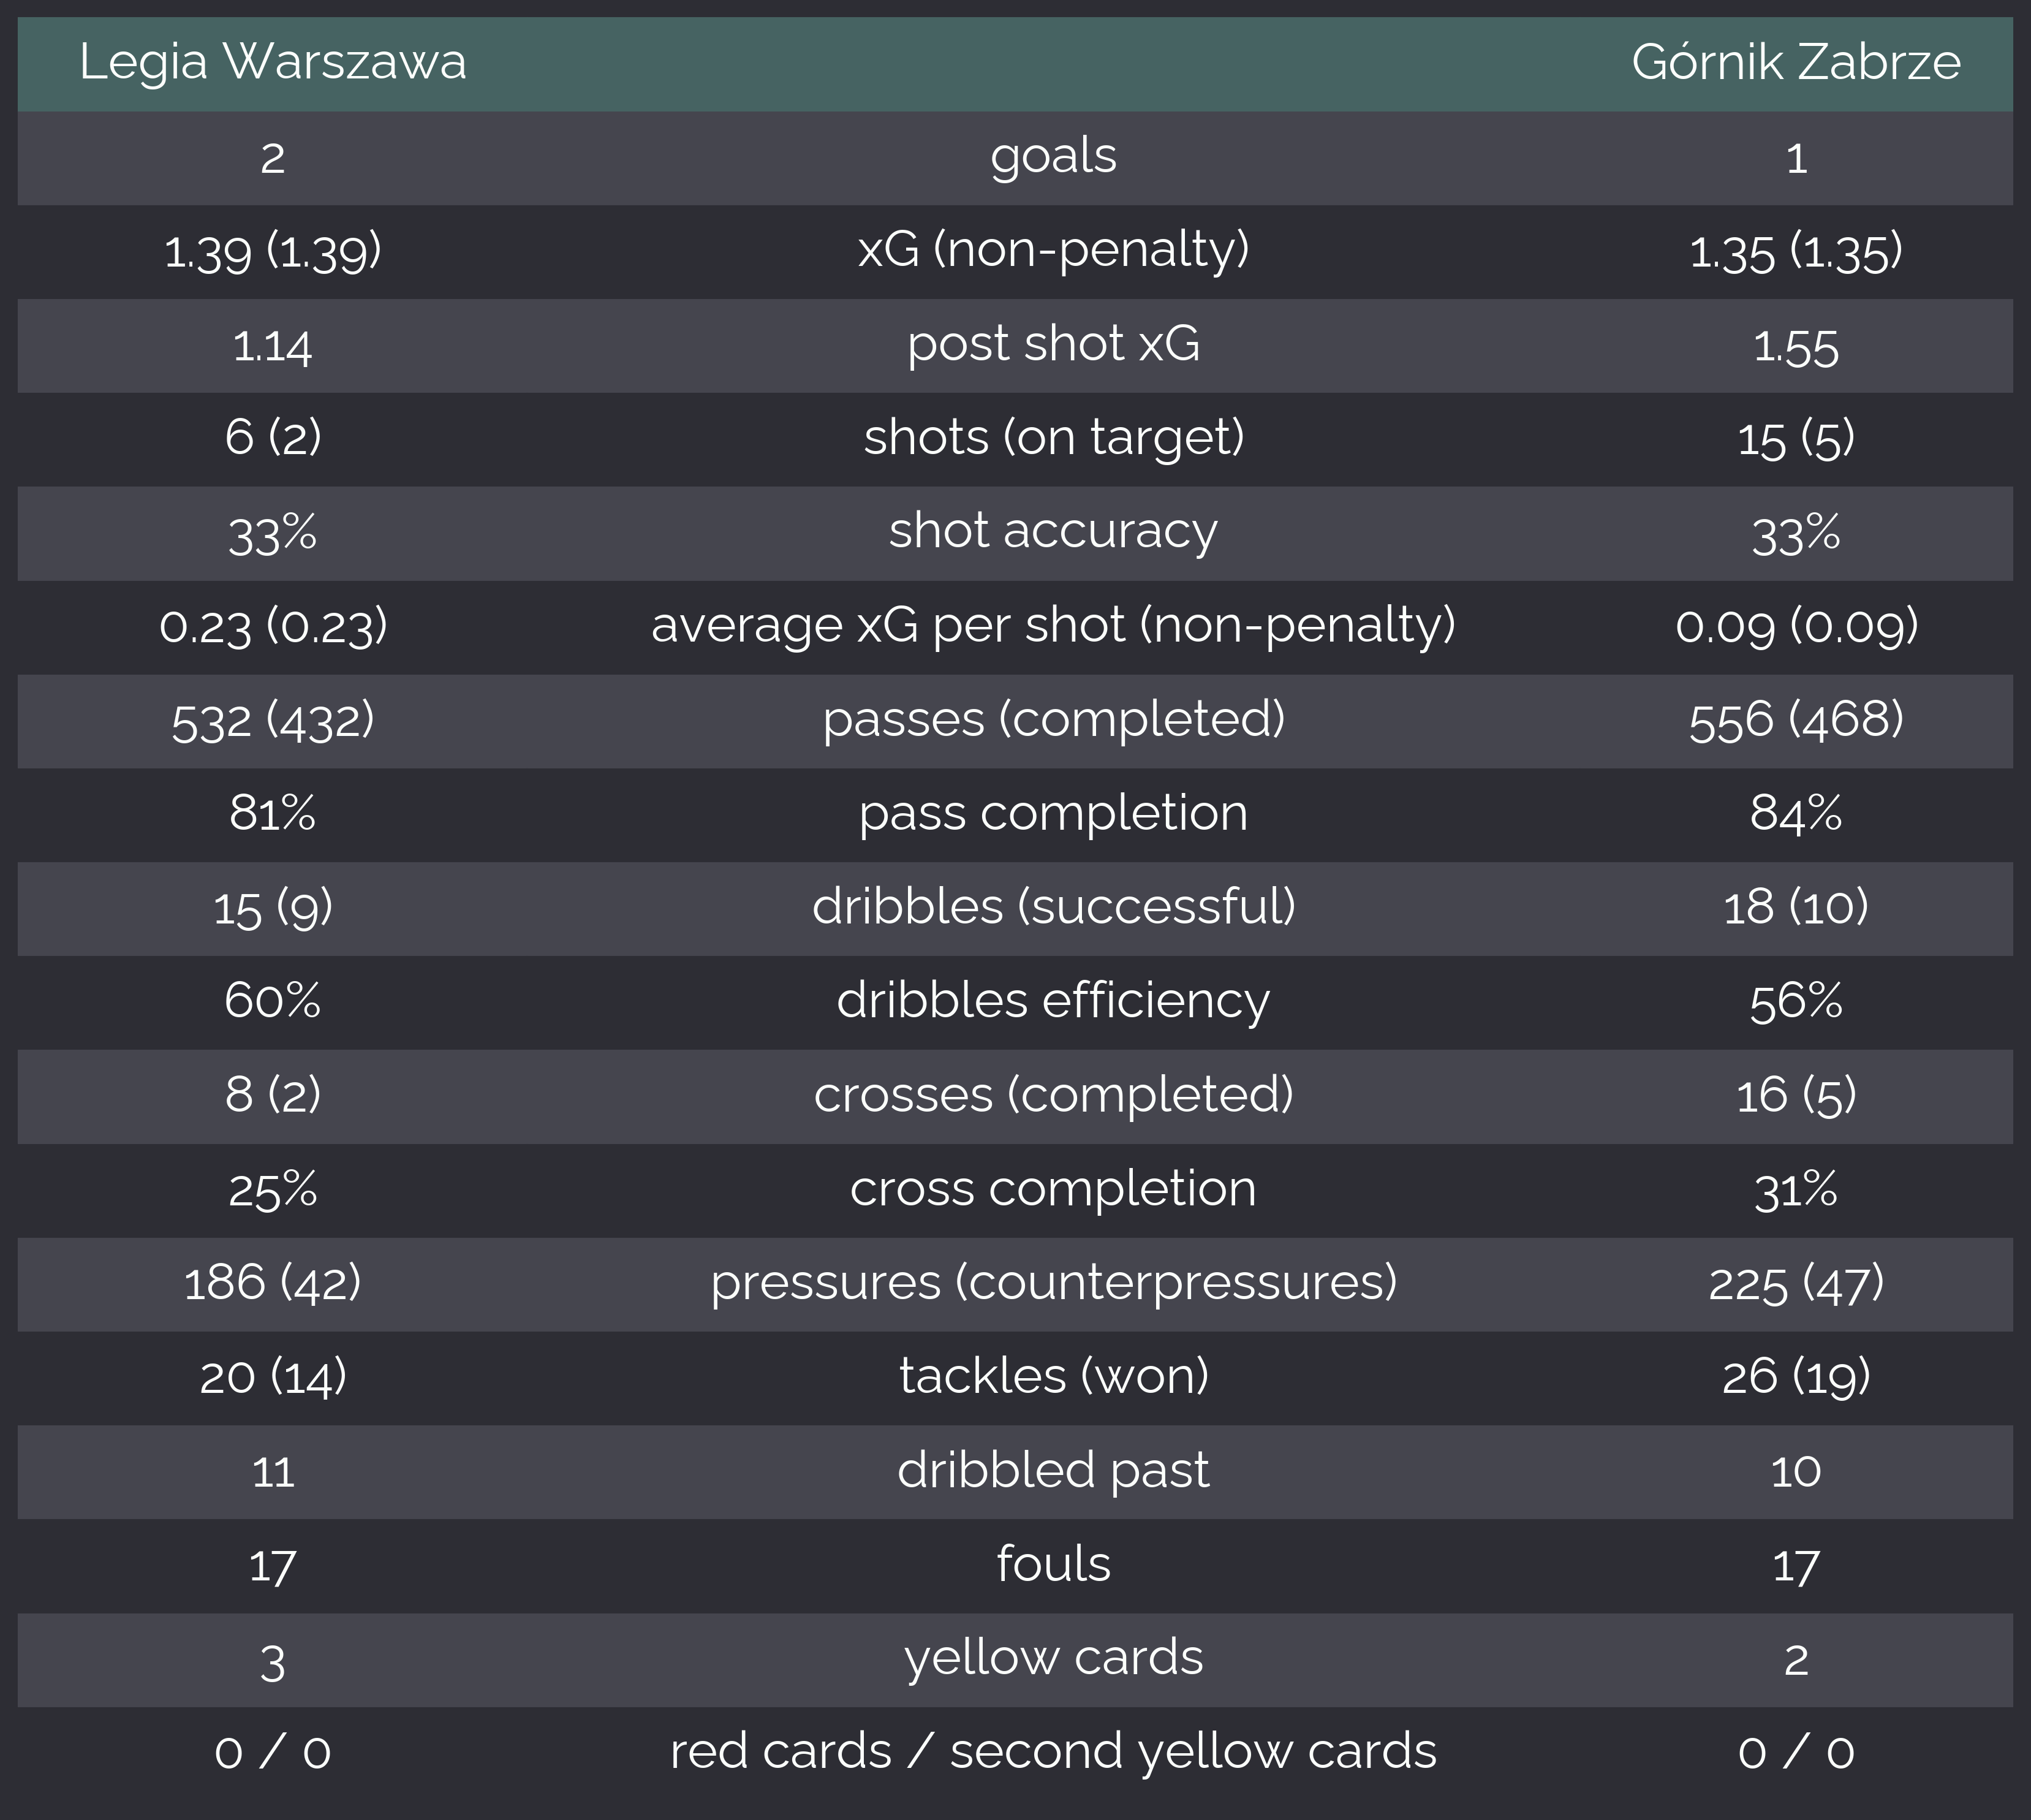 Legia Warszawa Górnik Zabrze
2 goals 1
1.39 (1.39) xG (non-penalty) 1.35 (1.35)
1.14 post shot xG 1.55
6 (2) shots (on target) 15 (5)
33% shot accuracy 33%
0.23 (0.23) average xG per shot (non-penalty) 0.09 (0.09)
532 (432) passes (completed) 556 (468)
81% pass completion 84%
15 (9) dribbles (successful) 18 (10)
60% dribbles efficiency 56%
8 (2) crosses (completed) 16 (5)
25% cross completion 31%
186 (42) pressures (counterpressures) 225 (47)
20 (14) tackles (won) 26 (19)
11 dribbled past 10
17 fouls 17
3 yellow cards 2
0 / 0 red cards / second yellow cards 0 / 0